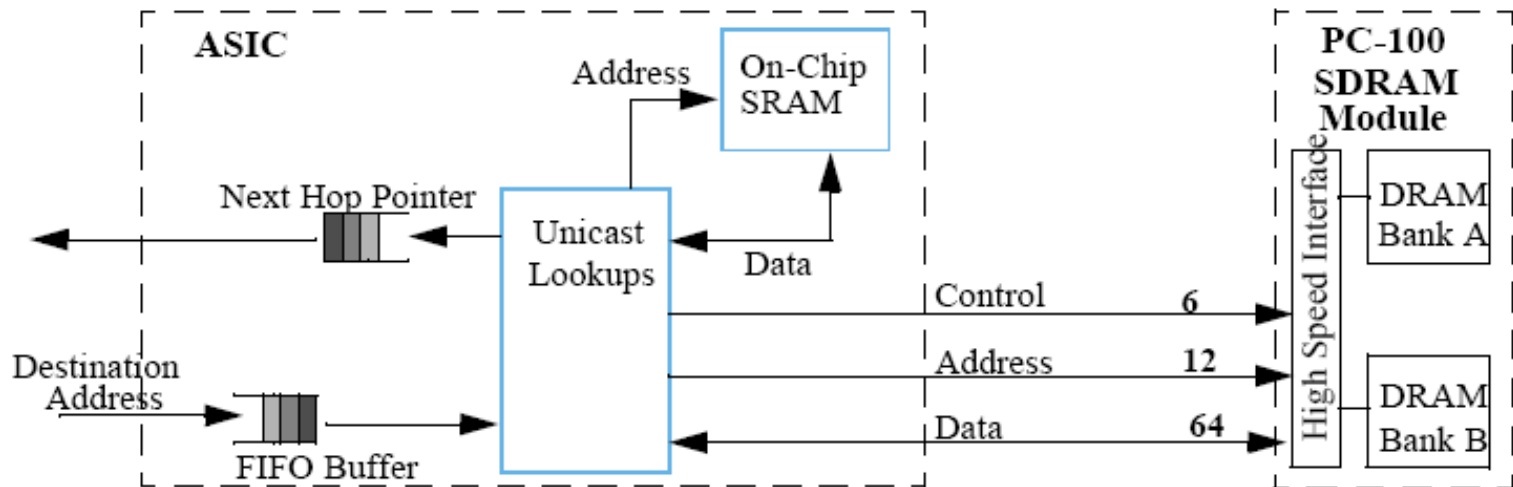 ASIC
Address
On-Chip
SRAM
Next Hop Pointer
Unicast
Lookups
Data
Destination
Address
FIFO Buffer
Control 6
Address 12
Data 64
PC-100
SDRAM
Module
High Speed Interface
DRAM
Bank A
DRAM
Bank B